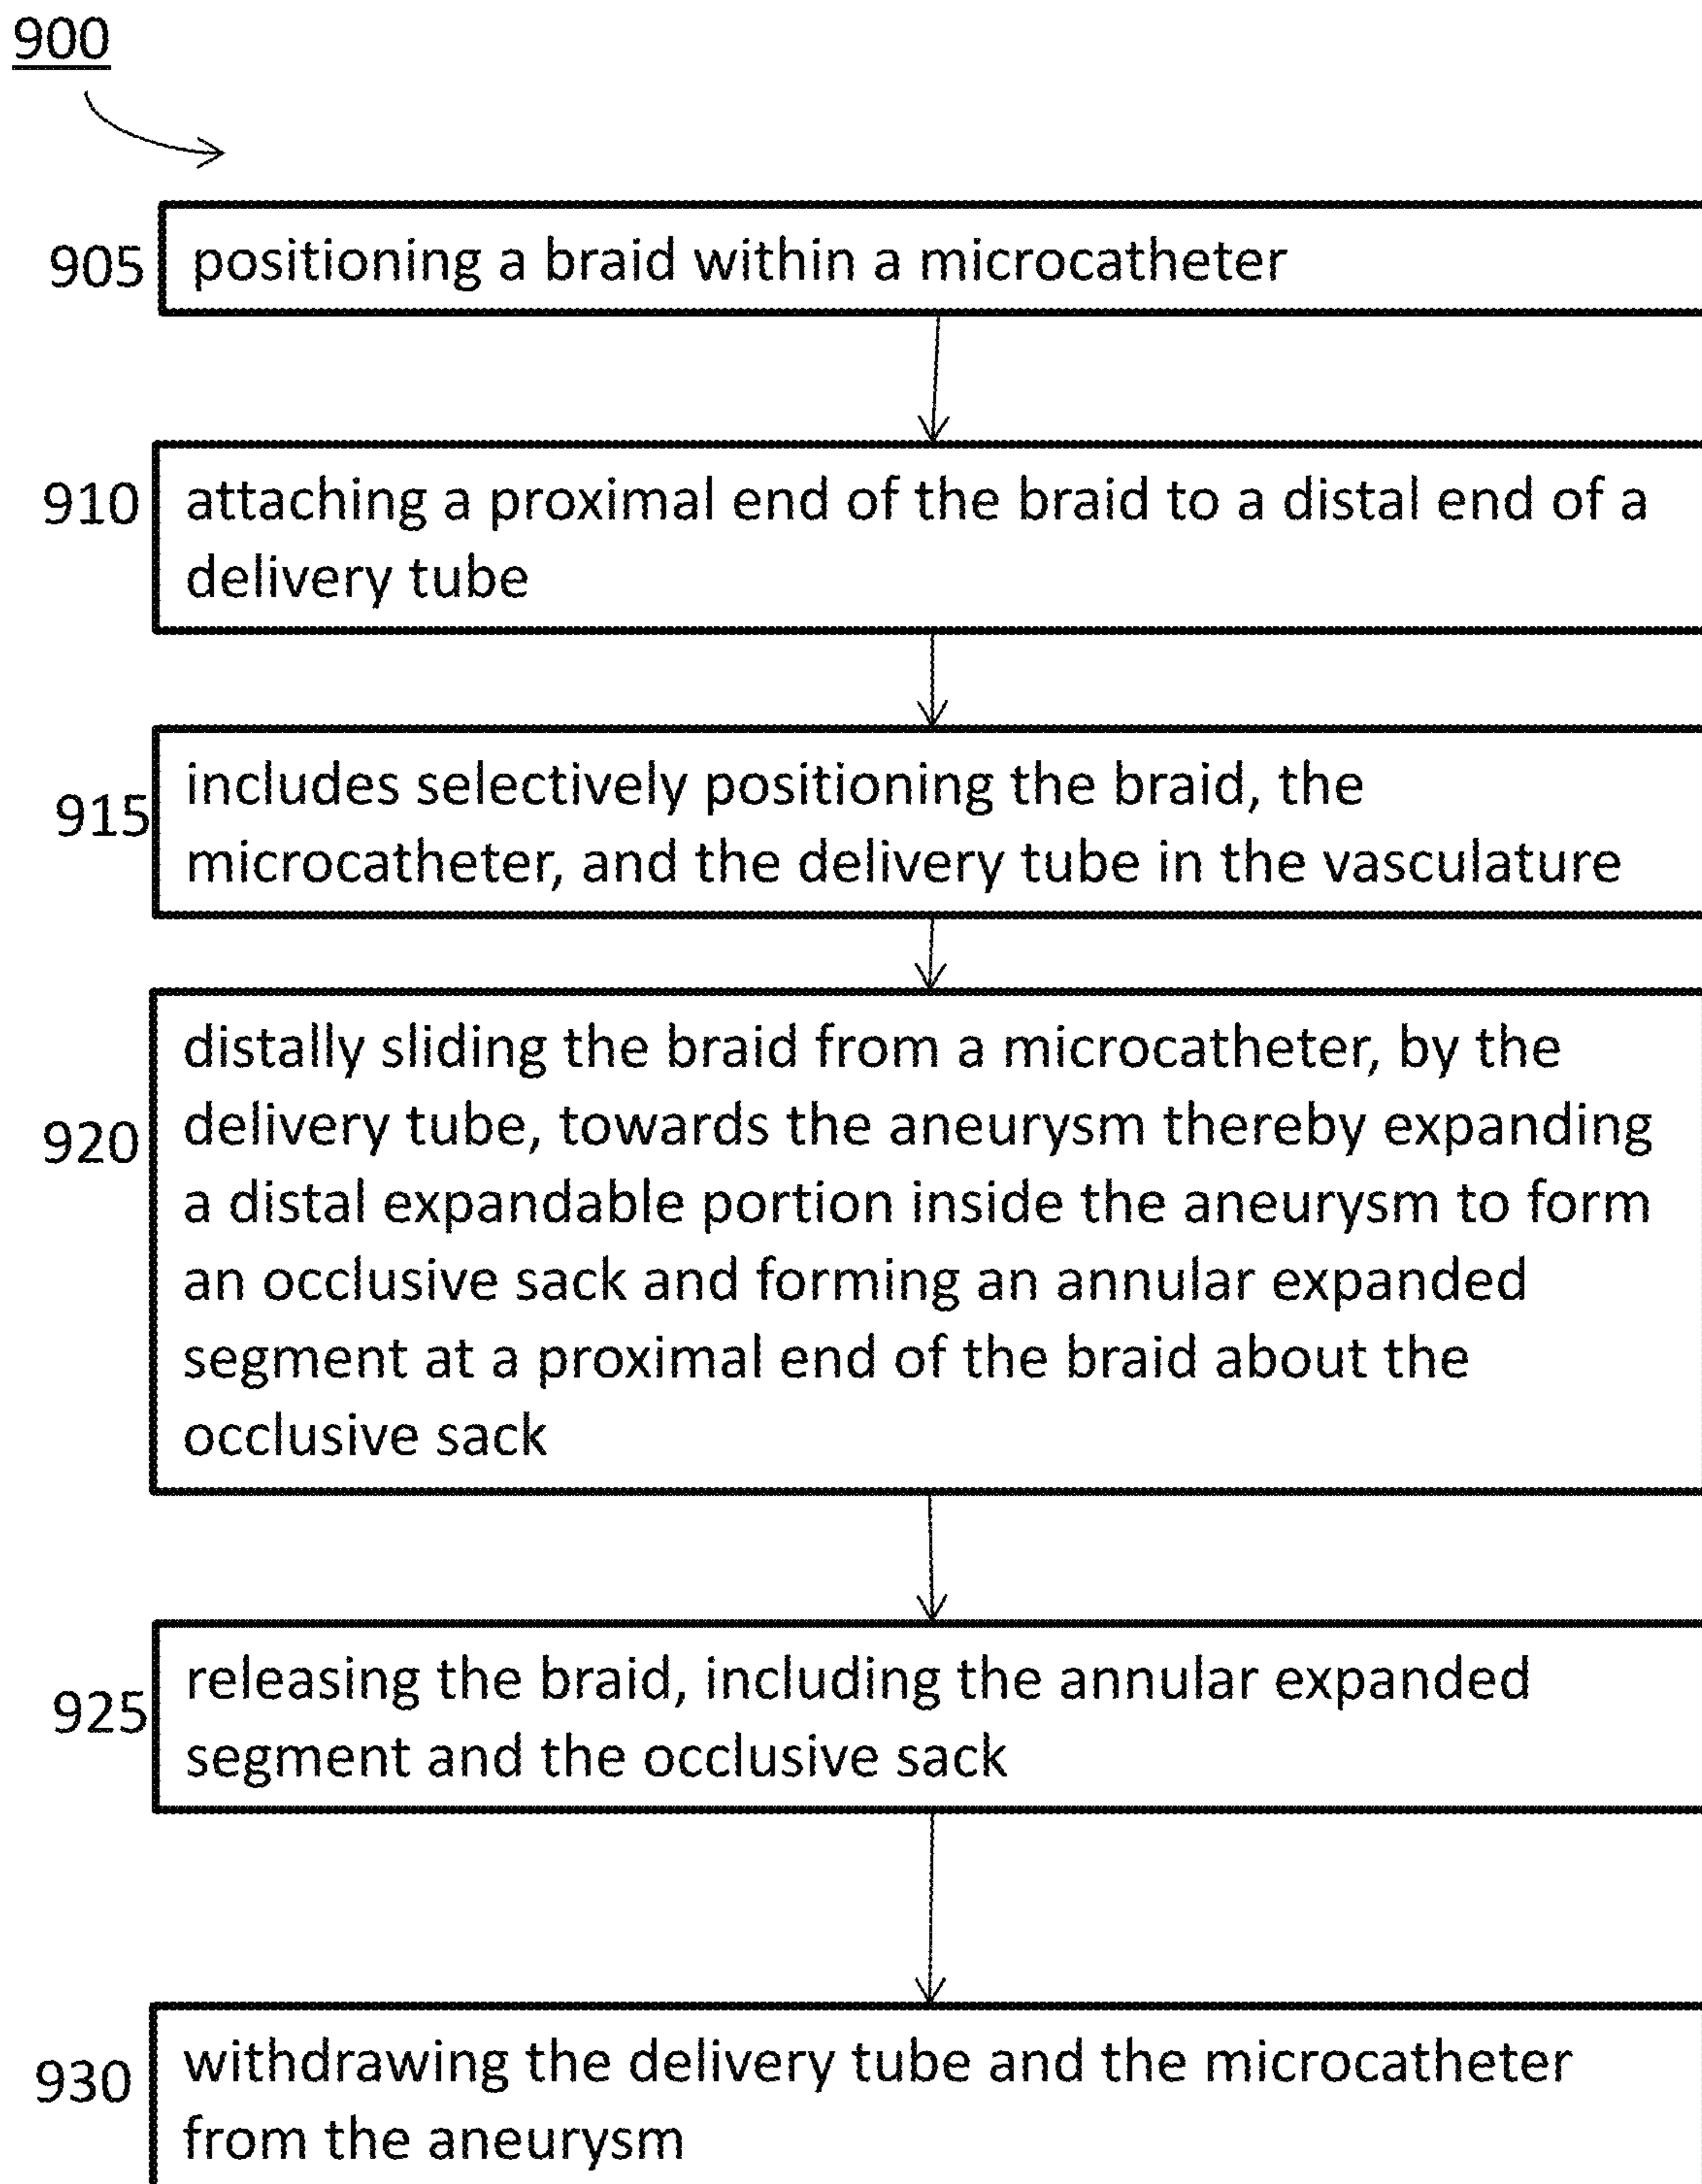 900
905
positioning a braid within a microcatheter
910
attaching a proximal end of the braid to a distal end of a
delivery tube
915
includes selectively positioning the braid, the
microcatheter, and the delivery tube in the vasculature
920
distally sliding the braid from a microcatheter, by the
delivery tube, towards the aneurysm thereby expanding
a distal expandable portion inside the aneurysm to form
an occlusive sack and forming an annular expanded
segment at a proximal end of the braid about the
occlusive sack
925
releasing the braid, including the annular expanded
segment and the occlusive sack
930
withdrawing the delivery tube and the microcatheter
from the aneurysm